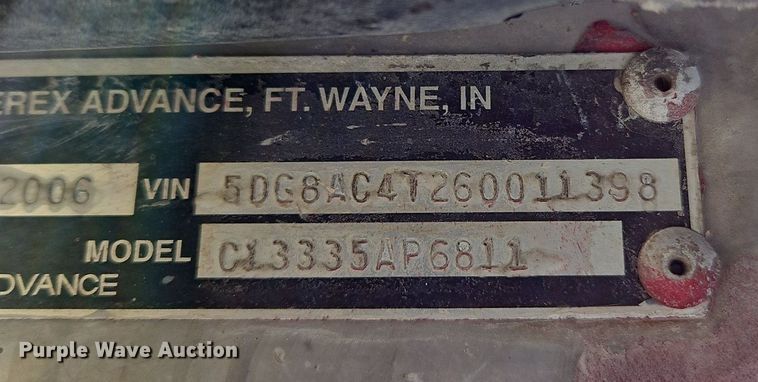 EREX ADVANCE, FT. WAYNE, IN
2006 VIN 5DG8AC4T260011398
MODEL C13335AP6811
DVANCE
Purple Wave Auction